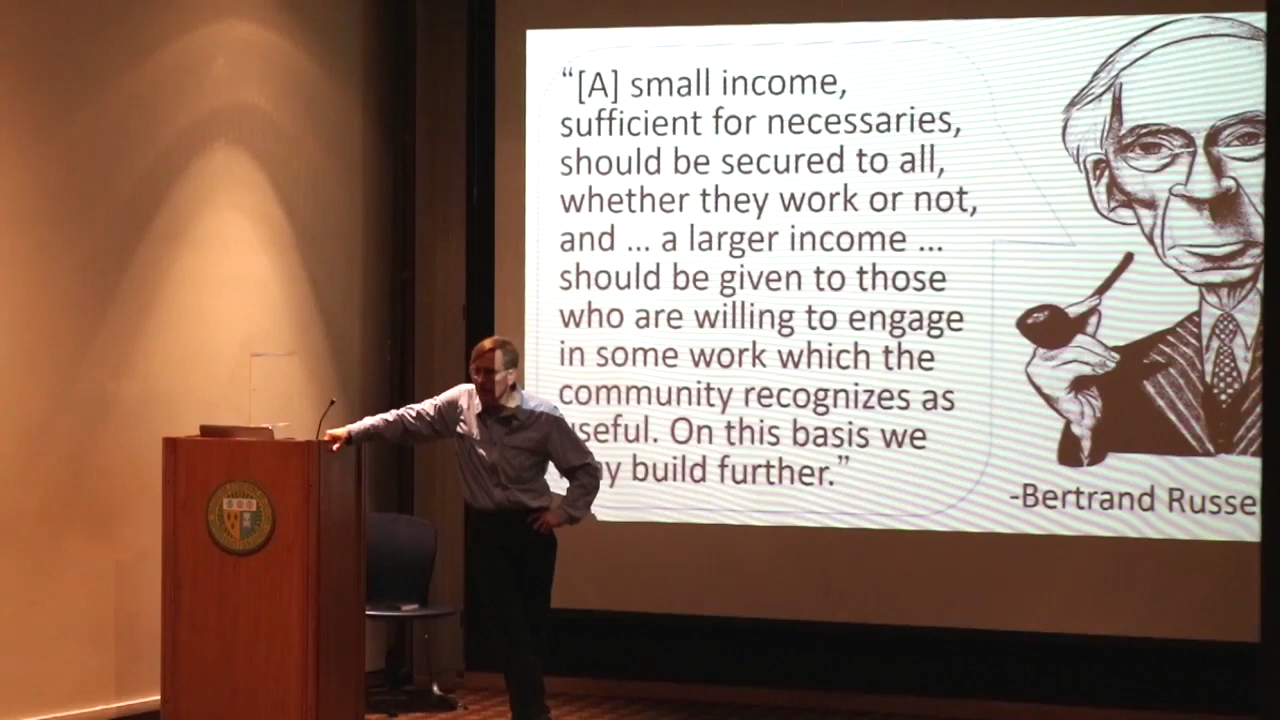 “[A] small income,
sufficient for necessaries,
should be secured to all,
whether they work or not,
and ... a larger income ...
should be given to those
who are willing to engage
in some work which the
community recognizes as
useful. On this basis we
build further.”
-Bertrand Russe